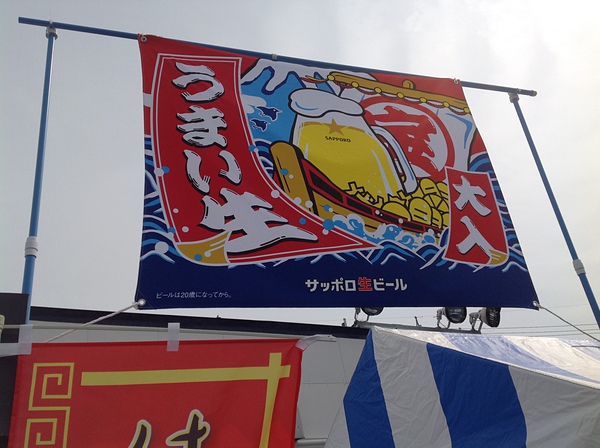 うまい生
SAPPORO
大入
サッポロ生ビール
ビールは20歳になってから。
は